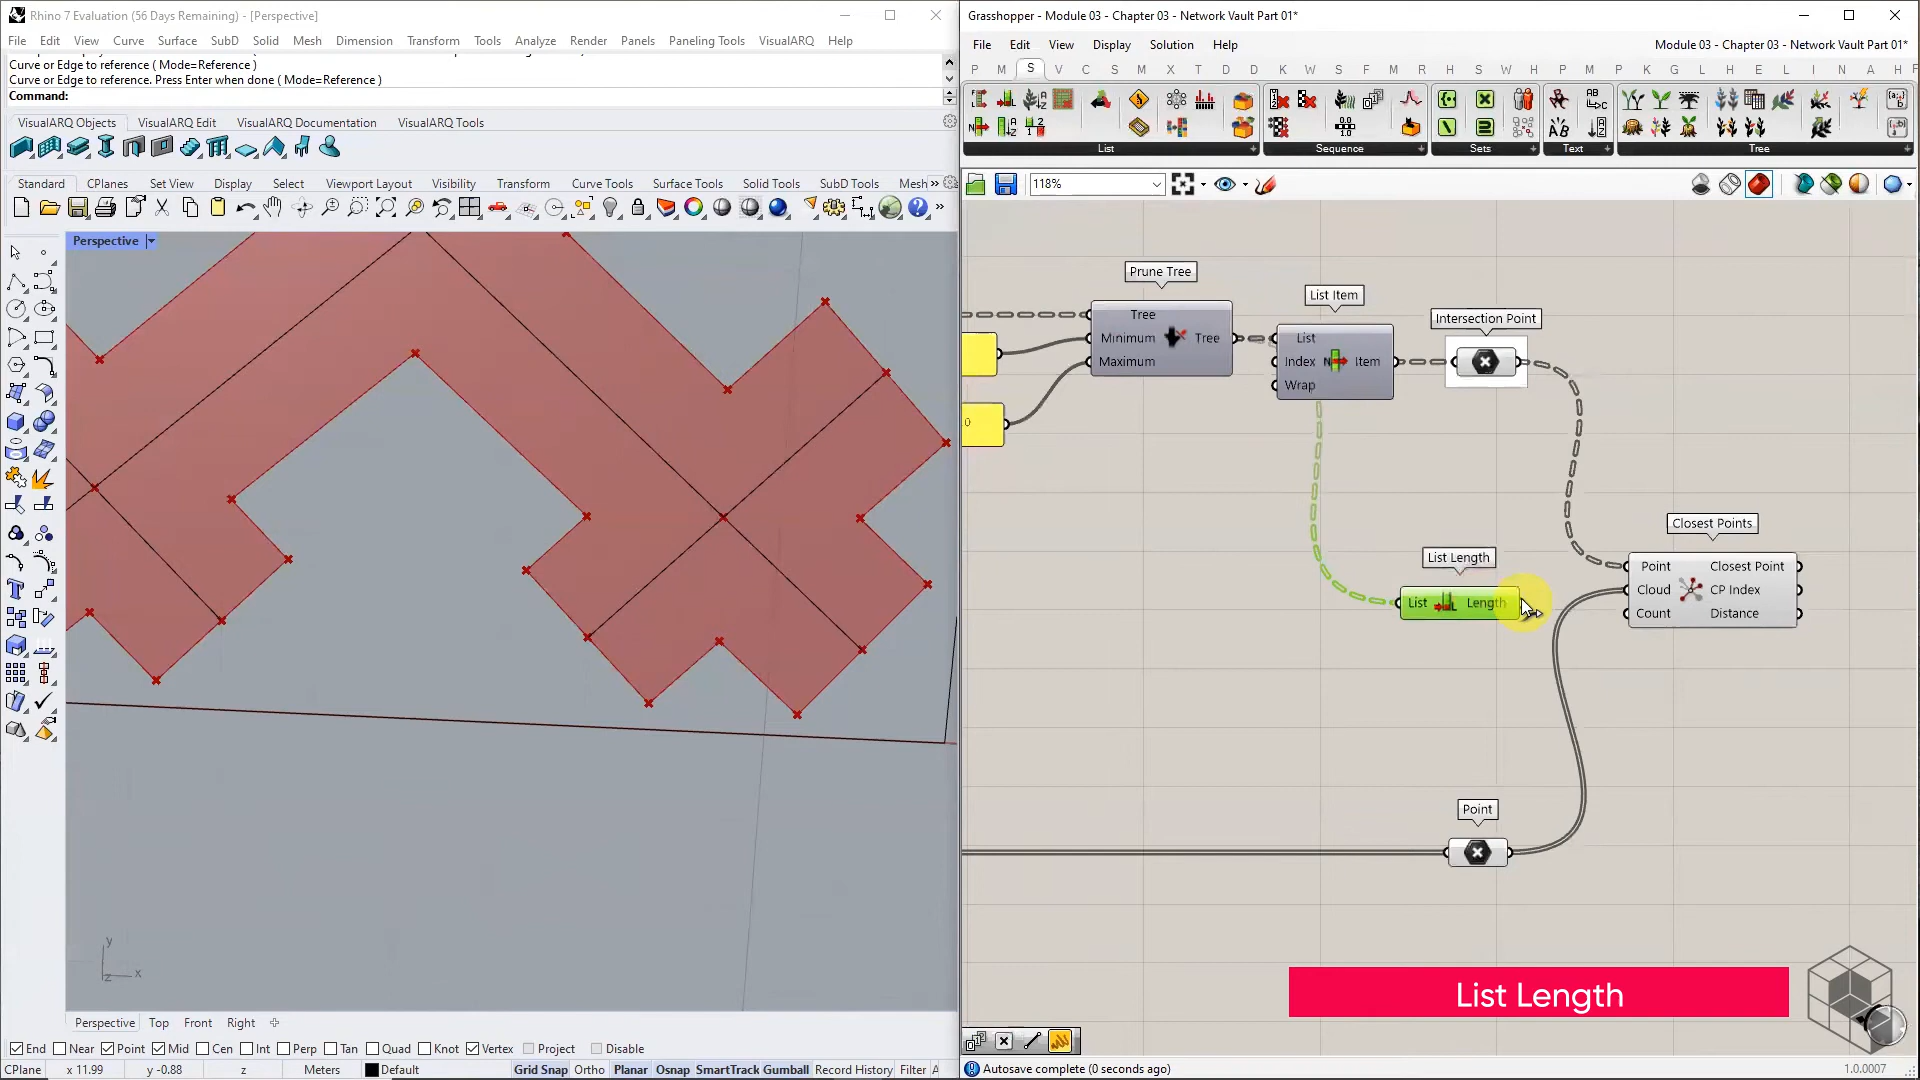 Rhino 7 Evaluation (56 Days Remaining) - [Perspective]
File Edit View Curve Surface SubD Solid Mesh Dimension Transform Tools Analyze Render Panels Paneling Tools VisualARQ Help
Curve or Edge to reference ( Mode=Reference )
Curve or Edge to reference. Press Enter when done ( Mode=Reference )
Command:
VisualARQ Objects VisualARQ Edit VisualARQ Documentation VisualARQ Tools
Standard CPlanes Set View Display Select Viewport Layout Visibility Transform Curve Tools Surface Tools Solid Tools SubD Tools Mesh »
Perspective
y
z x
Perspective Top Front Right
End Near Point Mid Cen Int Perp Tan Quad Knot Vertex Project Disable
CPlane x 11.99 y -0.88 z Meters Default Grid Snap Ortho Planar Osnap SmartTrack Gumball Record History Filter A
Grasshopper - Module 03 - Chapter 03 - Network Vault Part 01*
File Edit View Display Solution Help
Module 03 - Chapter 03 - Network Vault Part 01*
P M S V C S M X T D D K W S F M R H S W H P M P K G L H E L I N A H F
List Sequence Sets Text Tree
118%
Prune Tree
Tree
Minimum Tree
Maximum
List Item
List
Index Item
Wrap
Intersection Point
.0
List Length
List Length
Closest Points
Point Closest Point
Cloud CP Index
Count Distance
Point
List Length
Autosave complete (0 seconds ago)
1.0.0007